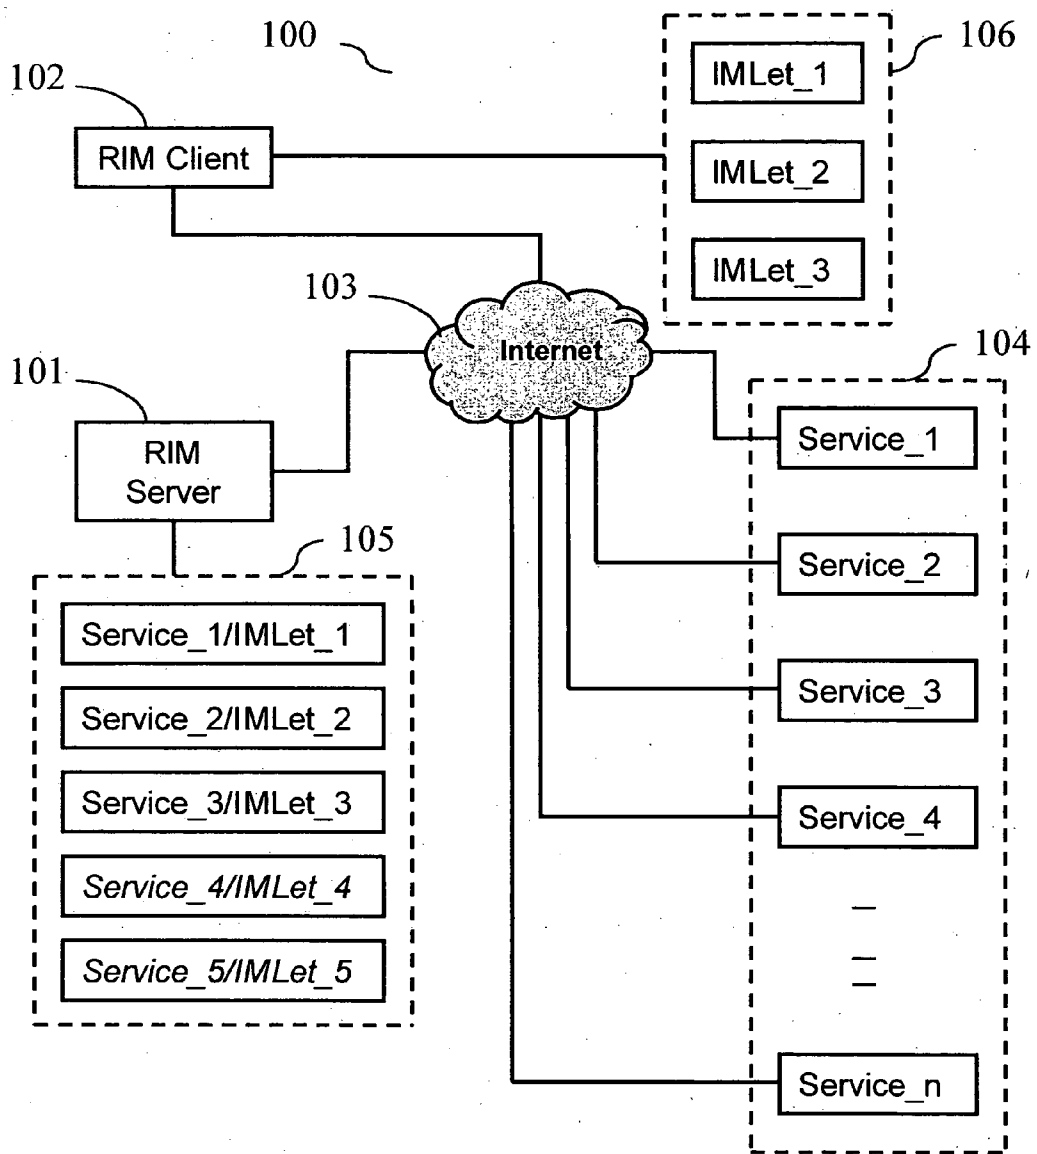 100
106
102
IMLet_1
RIM Client
IMLet_2
IMLet_3
103
Internet
101
104
RIM
Server
Service_1
105
Service_2
Service_1/IMLet_1
Service_2/IMLet_2
Service_3
Service_3/IMLet_3
Service_4
Service_4/IMLet_4
Service_5/IMLet_5
Service_n